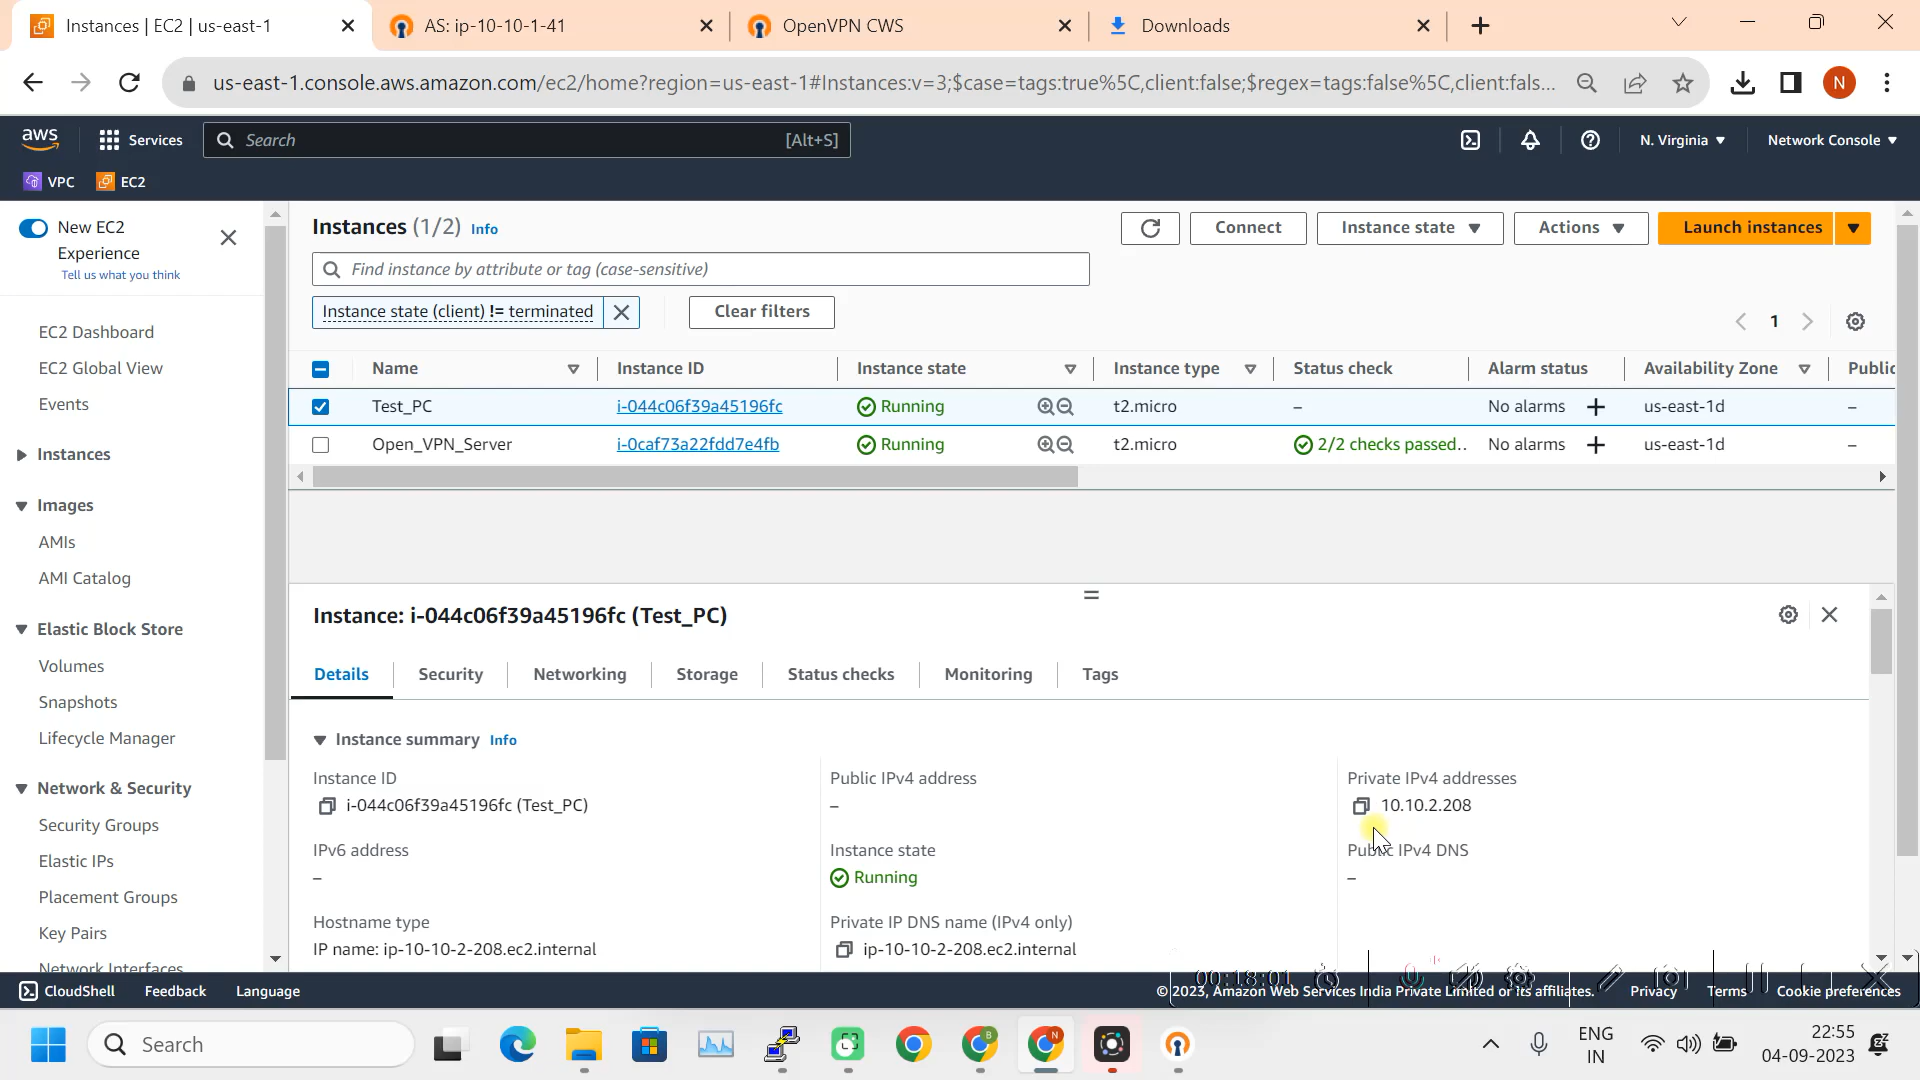 Instances | EC2 | us-east-1
AS: ip-10-10-1-41
OpenVPN CWS
Downloads
us-east-1.console.aws.amazon.com/ec2/home?region=us-east-1#Instances:v=3;$case=tags:true%5C,client:false;$regex=tags:false%5C,client:fals...
N
aws
Services
Search
[Alt+S]
N. Virginia
Network Console
VPC
EC2
New EC2
Experience
Tell us what you think
EC2 Dashboard
EC2 Global View
Events
Instances
Images
AMIs
AMI Catalog
Elastic Block Store
Volumes
Snapshots
Lifecycle Manager
Network & Security
Security Groups
Elastic IPs
Placement Groups
Key Pairs
Network Interfaces
Instances (1/2) Info
Connect
Instance state
Actions
Launch instances
Find instance by attribute or tag (case-sensitive)
Instance state (client) != terminated
Clear filters
1
Name
Instance ID
Instance state
Instance type
Status check
Alarm status
Availability Zone
Public
Test_PC
i-044c06f39a45196fc
Running
t2.micro
–
No alarms
us-east-1d
–
Open_VPN_Server
i-0caf73a22fdd7e4fb
Running
t2.micro
2/2 checks passed..
No alarms
us-east-1d
–
Instance: i-044c06f39a45196fc (Test_PC)
Details
Security
Networking
Storage
Status checks
Monitoring
Tags
Instance summary Info
Instance ID
i-044c06f39a45196fc (Test_PC)
Public IPv4 address
–
Private IPv4 addresses
10.10.2.208
IPv6 address
–
Instance state
Running
Public IPv4 DNS
–
Hostname type
IP name: ip-10-10-2-208.ec2.internal
Private IP DNS name (IPv4 only)
ip-10-10-2-208.ec2.internal
00:18:01
CloudShell
Feedback
Language
© 2023, Amazon Web Services India Private Limited or its affiliates.
Privacy
Terms
Cookie preferences
Search
B
N
ENG
IN
22:55
04-09-2023